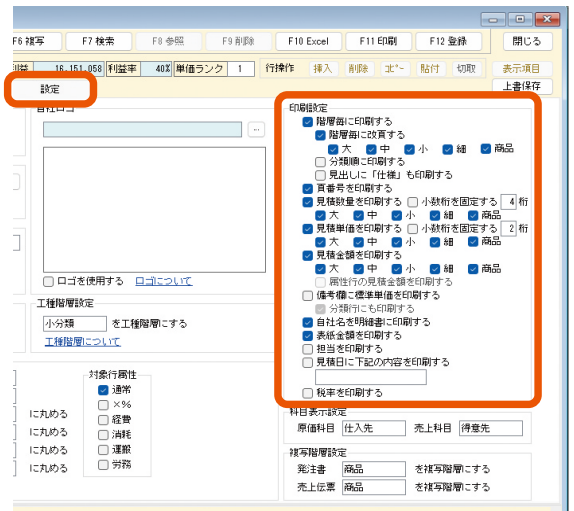 F6 複写 F7 検索 F8 参照 F9 削除 F10 Excel F11 印刷 F12 登録 閉じる
利益 16,151,058 利益率 40% 単価ランク 1 行操作 挿入 削除 ｺﾋﾟｰ 貼付 切取 表示項目
設定 上書保存
自社ロゴ
...
ロゴを使用する ロゴについて
工種階層設定
小分類 を工種階層にする
工種階層について
に丸める
に丸める
に丸める
に丸める
対象行属性
通常
×%
経費
消耗
運搬
労務
印刷設定
階層毎に印刷する
階層毎に改頁する
大 中 小 細 商品
分類順に印刷する
見出しに「仕様」も印刷する
頁番号を印刷する
見積数量を印刷する 小数桁を固定する 4 桁
大 中 小 細 商品
見積単価を印刷する 小数桁を固定する 2 桁
大 中 小 細 商品
見積金額を印刷する
大 中 小 細 商品
属性行の見積金額を印刷する
備考欄に標準単価を印刷する
分類行にも印刷する
自社名を明細書に印刷する
表紙金額を印刷する
担当を印刷する
見積日に下記の内容を印刷する
税率を印刷する
科目表示設定
原価科目 仕入先 売上科目 得意先
複写階層設定
発注書 商品 を複写階層にする
売上伝票 商品 を複写階層にする